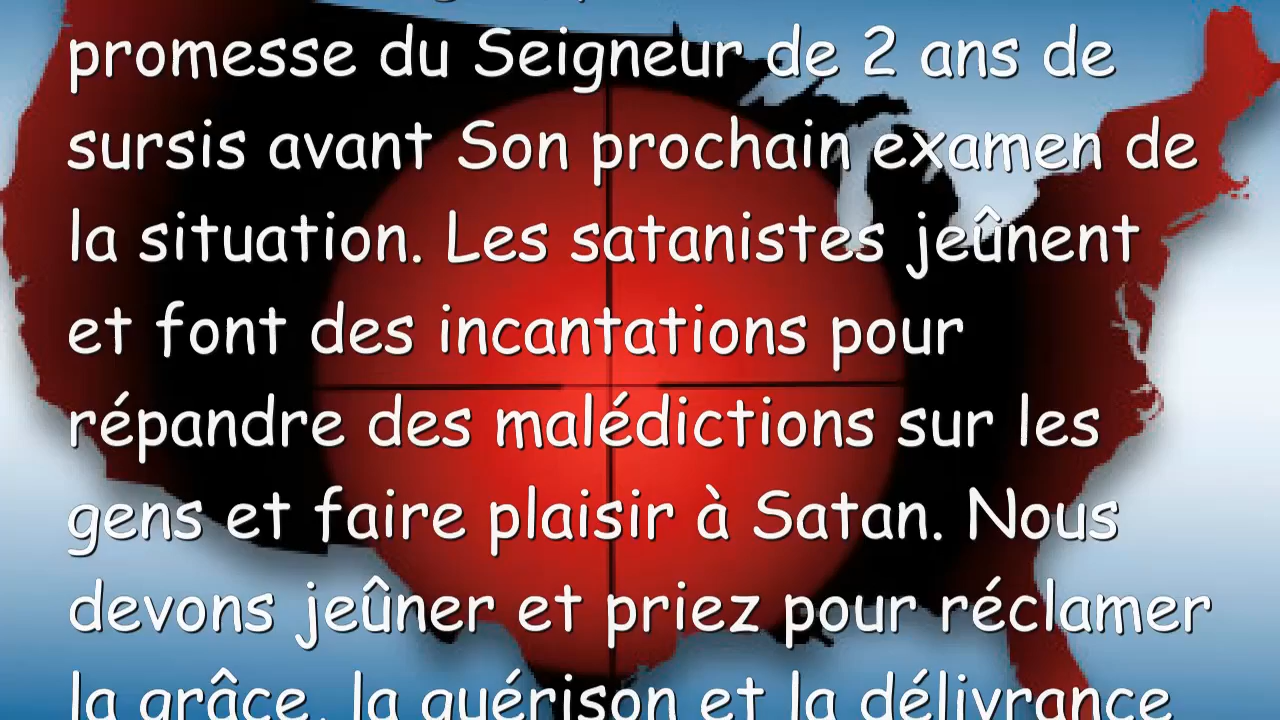 promesse du Seigneur de 2 ans de
sursis avant Son prochain examen de
la situation. Les satanistes jeûnent
et font des incantations pour
répandre des malédictions sur les
gens et faire plaisir à Satan. Nous
devons jeûner et priez pour réclamer
la grâce, la guérison et la délivrance